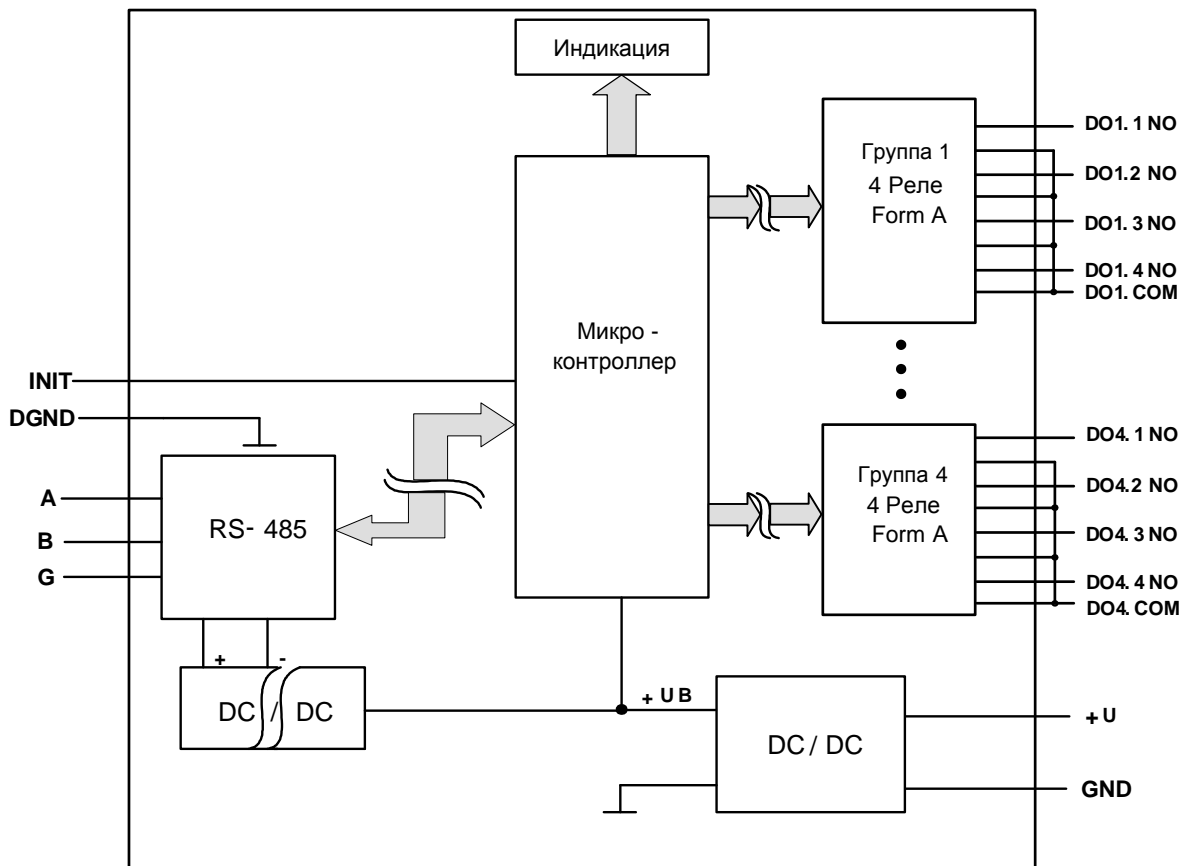 Индикация
Группа 1
4 Реле
Form A
DO1. 1 NO
DO1.2 NO
DO1. 3 NO
DO1. 4 NO
DO1. COM
Микро -
контроллер
INIT
DGND
A
B
G
RS- 485
Группа 4
4 Реле
Form A
DO4. 1 NO
DO4.2 NO
DO4. 3 NO
DO4. 4 NO
DO4. COM
+ -
DC / DC
+ U B
DC / DC
+ U
GND